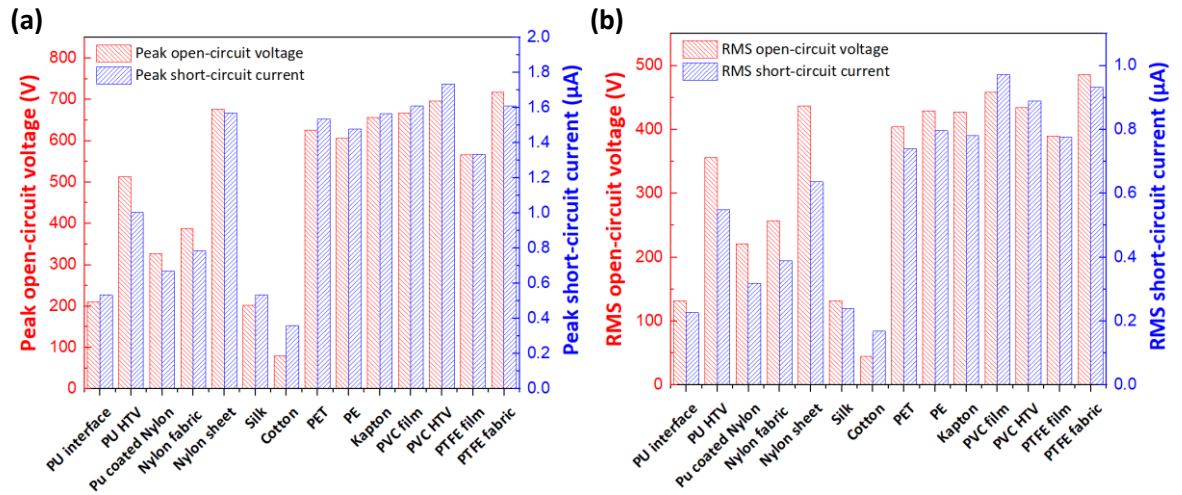 (a)
Peak open-circuit voltage
Peak short-circuit current
Peak open-circuit voltage (V)
800
700
600
500
400
300
200
100
0
Peak short-circuit current (µA)
2.0
1.8
1.6
1.4
1.2
1.0
0.8
0.6
0.4
0.2
0.0
PU interface
PU HTV
Pu coated Nylon
Nylon fabric
Nylon sheet
Silk
Cotton
PET
PE
Kapton
PVC film
PVC HTV
PTFE film
PTFE fabric
(b)
RMS open-circuit voltage
RMS short-circuit current
RMS open-circuit voltage (V)
500
400
300
200
100
0
RMS short-circuit current (µA)
1.0
0.8
0.6
0.4
0.2
0.0
PU interface
PU HTV
Pu coated Nylon
Nylon fabric
Nylon sheet
Silk
Cotton
PET
PE
Kapton
PVC film
PVC HTV
PTFE film
PTFE fabric